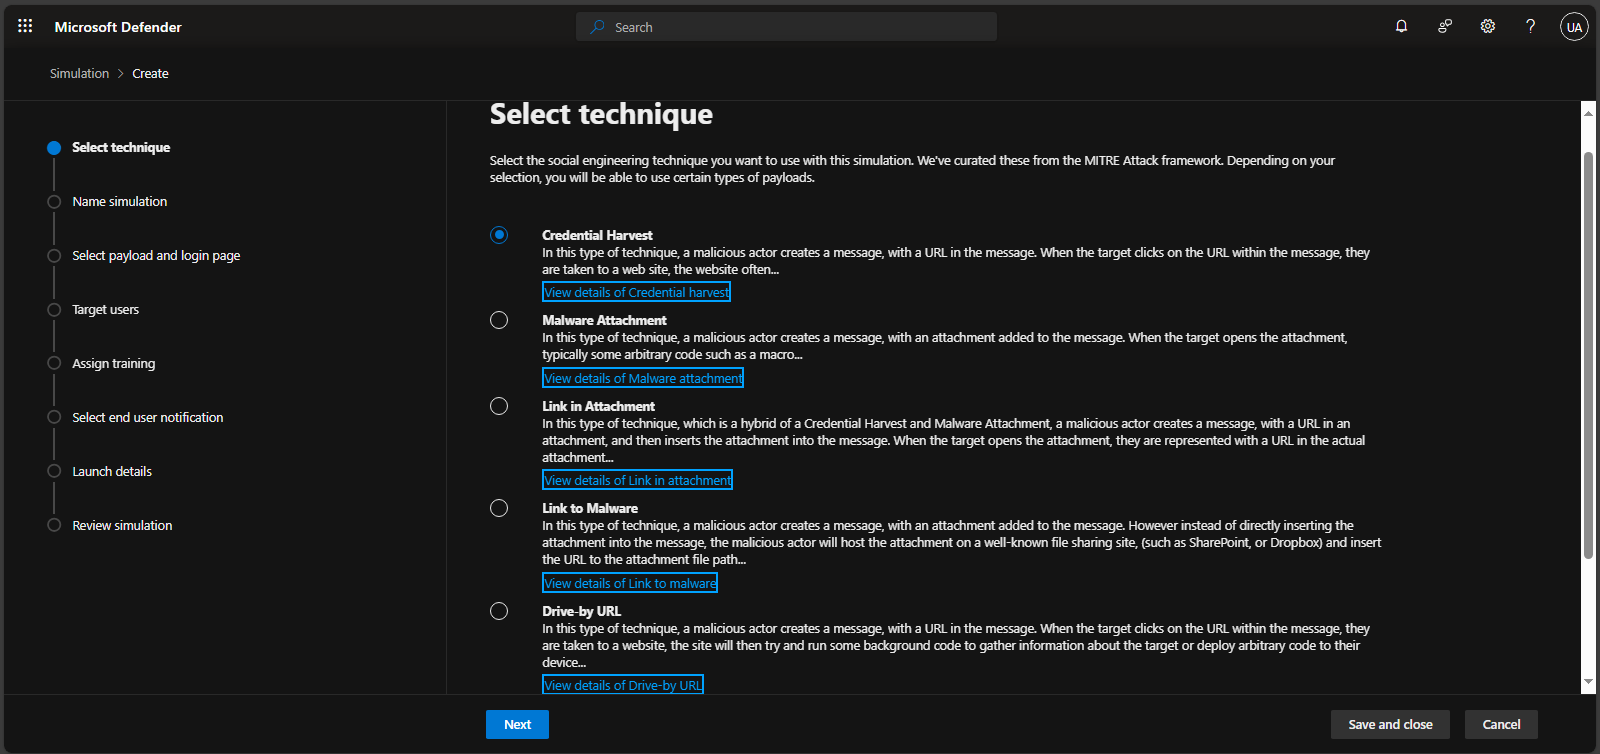 Microsoft Defender
Search
UA
Simulation > Create
Select technique
Name simulation
Select payload and login page
Target users
Assign training
Select end user notification
Launch details
Review simulation
Select technique
Select the social engineering technique you want to use with this simulation. We've curated these from the MITRE Attack framework. Depending on your
selection, you will be able to use certain types of payloads.
Credential Harvest
In this type of technique, a malicious actor creates a message, with a URL in the message. When the target clicks on the URL within the message, they
are taken to a web site, the website often...
View details of Credential harvest
Malware Attachment
In this type of technique, a malicious actor creates a message, with an attachment added to the message. When the target opens the attachment,
typically some arbitrary code such as a macro...
View details of Malware attachment
Link in Attachment
In this type of technique, which is a hybrid of a Credential Harvest and Malware Attachment, a malicious actor creates a message, with a URL in an
attachment, and then inserts the attachment into the message. When the target opens the attachment, they are represented with a URL in the actual
attachment...
View details of Link in attachment
Link to Malware
In this type of technique, a malicious actor creates a message, with an attachment added to the message. However instead of directly inserting the
attachment into the message, the malicious actor will host the attachment on a well-known file sharing site, (such as SharePoint, or Dropbox) and insert
the URL to the attachment file path...
View details of Link to malware
Drive-by URL
In this type of technique, a malicious actor creates a message, with a URL in the message. When the target clicks on the URL within the message, they
are taken to a website, the site will then try and run some background code to gather information about the target or deploy arbitrary code to their
device...
View details of Drive-by URL
Next
Save and close
Cancel